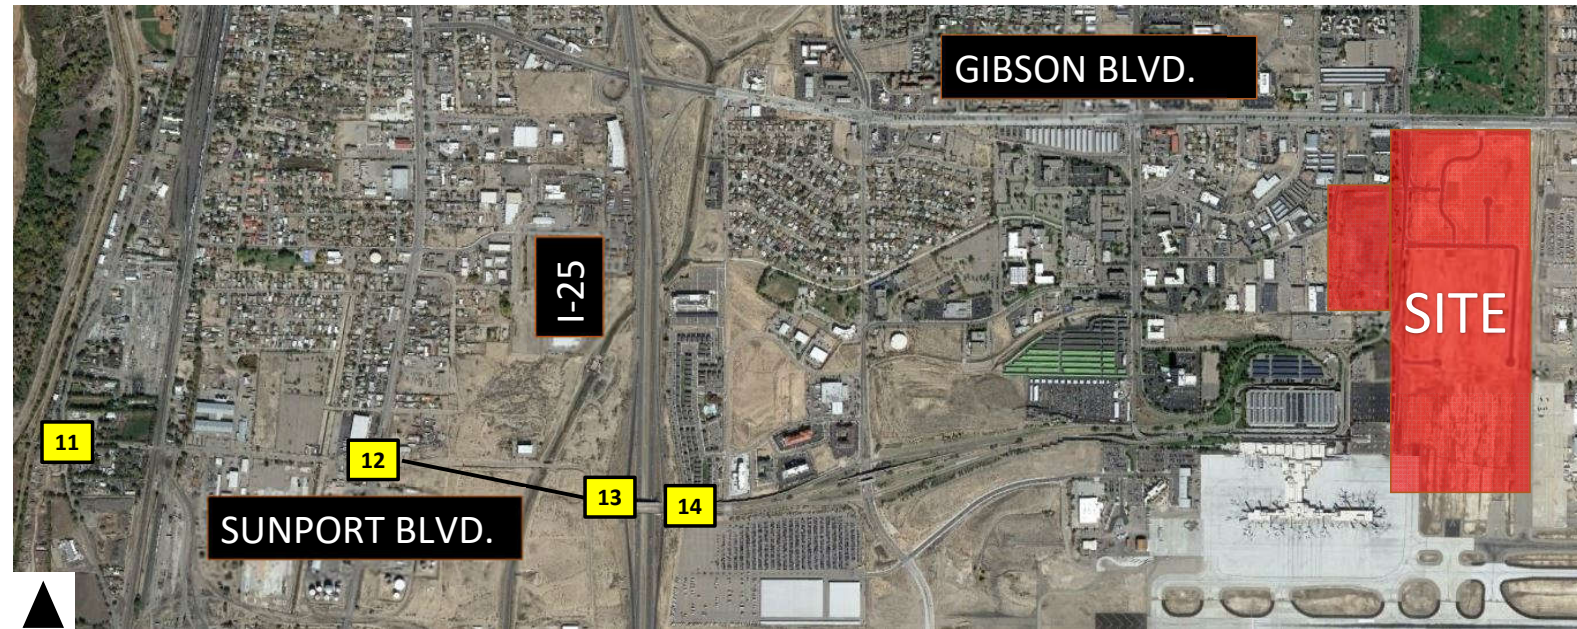 GIBSON BLVD.
I-25
SITE
11
12
13
14
SUNPORT BLVD.